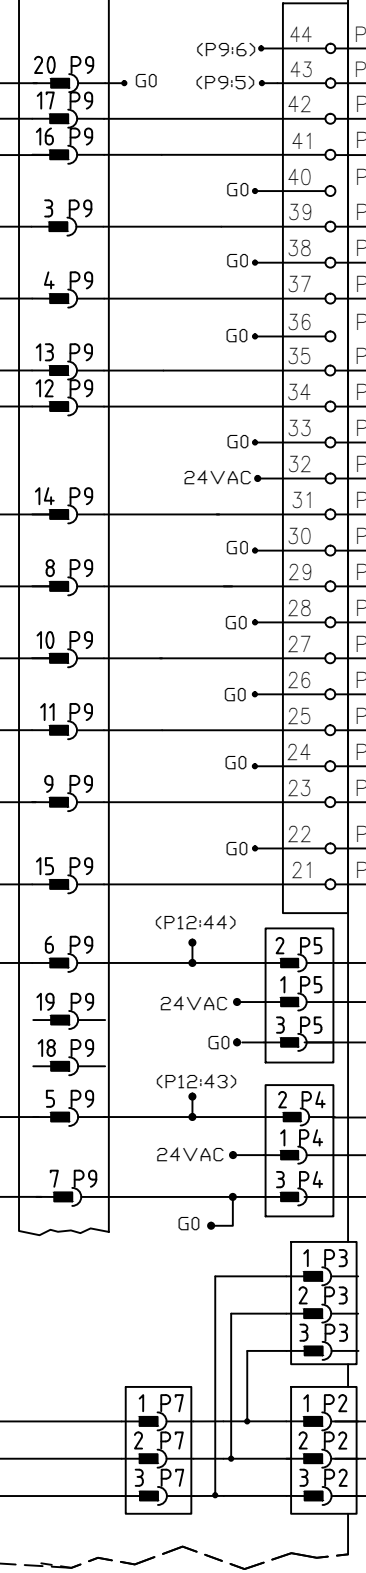 44 P
(P9:6)
20 P9 G0 (P9:5) 43 P
17 P9 42 P
16 P9 41 P
G0 40 P
3 P9 39 P
G0 38 P
4 P9 37 P
G0 36 P
13 P9 35 P
12 P9 34 P
G0 33 P
24VAC 32 P
14 P9 31 P
G0 30 P
8 P9 29 P
G0 28 P
10 P9 27 P
G0 26 P
11 P9 25 P
G0 24 P
9 P9 23 P
G0 22 P
15 P9 21 P
(P12:44)
6 P9 2 P5
24VAC 1 P5
19 P9
G0 3 P5
18 P9
(P12:43)
5 P9 2 P4
24VAC 1 P4
7 P9 3 P4
G0
1 P3
2 P3
3 P3
1 P7 1 P2
2 P7 2 P2
3 P7 3 P2